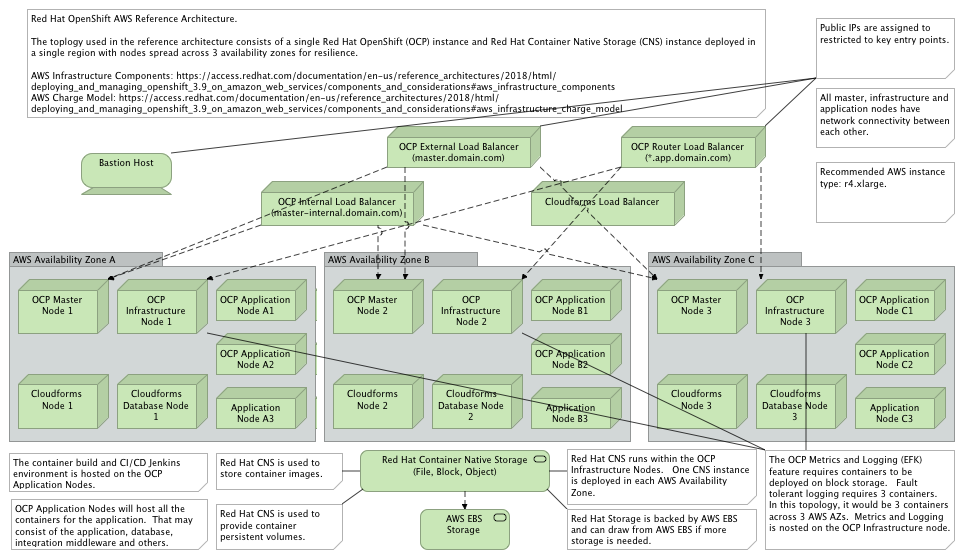 Red Hat OpenShift AWS Reference Architecture.
The toplogy used in the reference architecture consists of a single Red Hat OpenShift (OCP) instance and Red Hat Container Native Storage (CNS) instance deployed in
a single region with nodes spread across 3 availability zones for resilience.
AWS Infrastructure Components: https://access.redhat.com/documentation/en-us/reference_architectures/2018/html/
deploying_and_managing_openshift_3.9_on_amazon_web_services/components_and_considerations#aws_infrastructure_components
AWS Charge Model: https://access.redhat.com/documentation/en-us/reference_architectures/2018/html/
deploying_and_managing_openshift_3.9_on_amazon_web_services/components_and_considerations#aws_infrastructure_charge_model
Public IPs are assigned to
restricted to key entry points.
All master, infrastructure and
application nodes have
network connectivity between
each other.
Recommended AWS instance
type: r4.xlarge.
Bastion Host
OCP External Load Balancer
(master.domain.com)
OCP Router Load Balancer
(*.app.domain.com)
OCP Internal Load Balancer
(master-internal.domain.com)
Cloudforms Load Balancer
AWS Availability Zone A
OCP Master
Node 1
OCP
Infrastructure
Node 1
OCP Application
Node A1
OCP Application
Node A2
Cloudforms
Node 1
Cloudforms
Database Node
1
Application
Node A3
AWS Availability Zone B
OCP Master
Node 2
OCP
Infrastructure
Node 2
OCP Application
Node B1
OCP Application
Node B2
Cloudforms
Node 2
Cloudforms
Database Node
2
Application
Node B3
AWS Availability Zone C
OCP Master
Node 3
OCP
Infrastructure
Node 3
OCP Application
Node C1
OCP Application
Node C2
Cloudforms
Node 3
Cloudforms
Database Node
3
Application
Node C3
The container build and CI/CD Jenkins
environment is hosted on the OCP
Application Nodes.
OCP Application Nodes will host all the
containers for the application. That may
consist of the application, database,
integration middleware and others.
Red Hat CNS is used to
store container images.
Red Hat CNS is used to
provide container
persistent volumes.
Red Hat Container Native Storage
(File, Block, Object)
AWS EBS
Storage
Red Hat CNS runs within the OCP
Infrastructure Nodes. One CNS instance
is deployed in each AWS Availability
Zone.
Red Hat Storage is backed by AWS EBS
and can draw from AWS EBS if more
storage is needed.
The OCP Metrics and Logging (EFK)
feature requires containers to be
deployed on block storage. Fault
tolerant logging requires 3 containers.
In this topology, it would be 3 containers
across 3 AWS AZs. Metrics and Logging
is nosted on the OCP Infrastructure node.